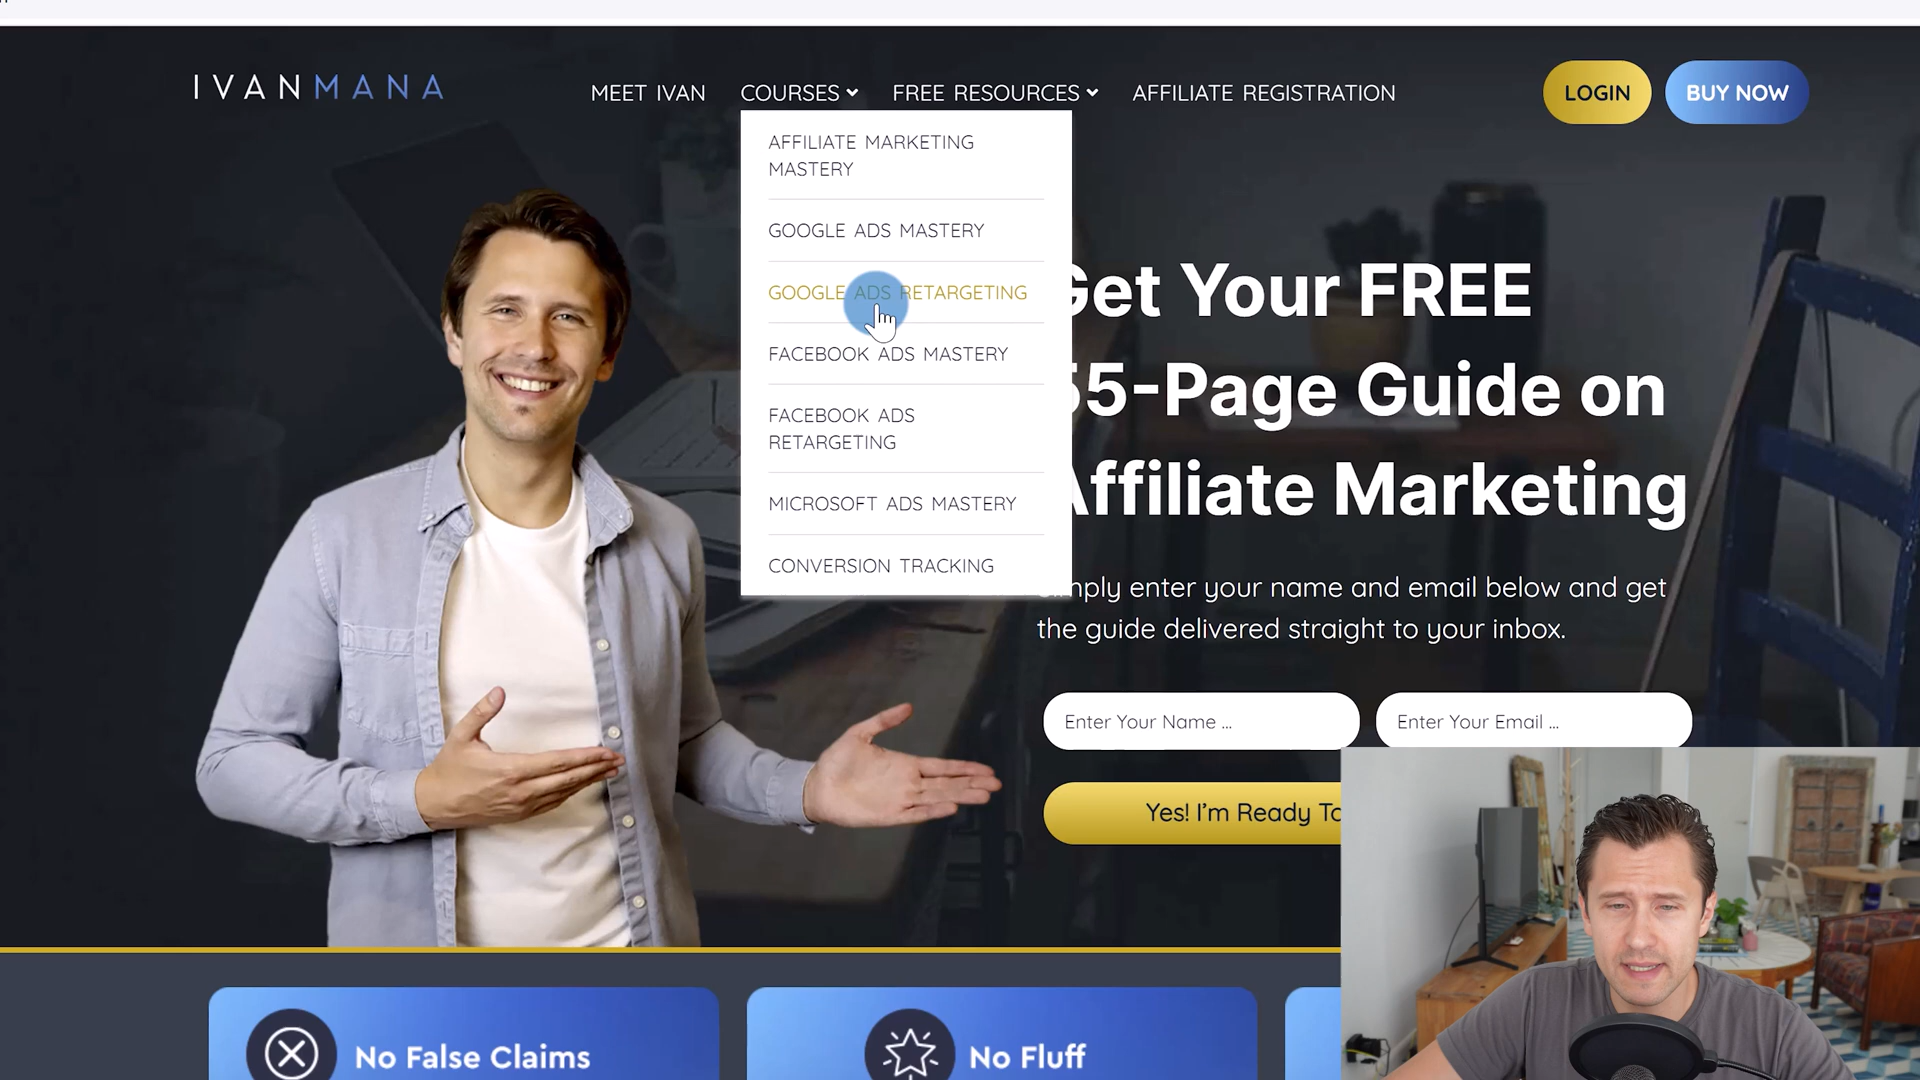 IVANMANA
MEET IVAN
COURSES
FREE RESOURCES
AFFILIATE REGISTRATION
LOGIN
BUY NOW
AFFILIATE MARKETING
MASTERY
GOOGLE ADS MASTERY
GOOGLE ADS RETARGETING
FACEBOOK ADS MASTERY
FACEBOOK ADS
RETARGETING
MICROSOFT ADS MASTERY
CONVERSION TRACKING
Get Your FREE
55-Page Guide on
Affiliate Marketing
Simply enter your name and email below and get
the guide delivered straight to your inbox.
Enter Your Name ...
Enter Your Email ...
Yes! I'm Ready To
No False Claims
No Fluff